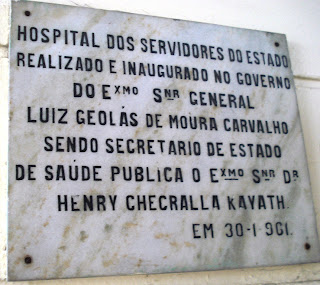 HOSPITAL DOS SERVIDORES DO ESTADO
REALIZADO E INAUGURADO NO GOVERNO
DO EXMO SNR GENERAL
LUIZ GEOLÁS DE MOURA CARVALHO
SENDO SECRETARIO DE ESTADO
DE SAÚDE PUBLICA O EXMO SNR DR
HENRY CHECRALLA KAYATH.
EM 30-1-961.